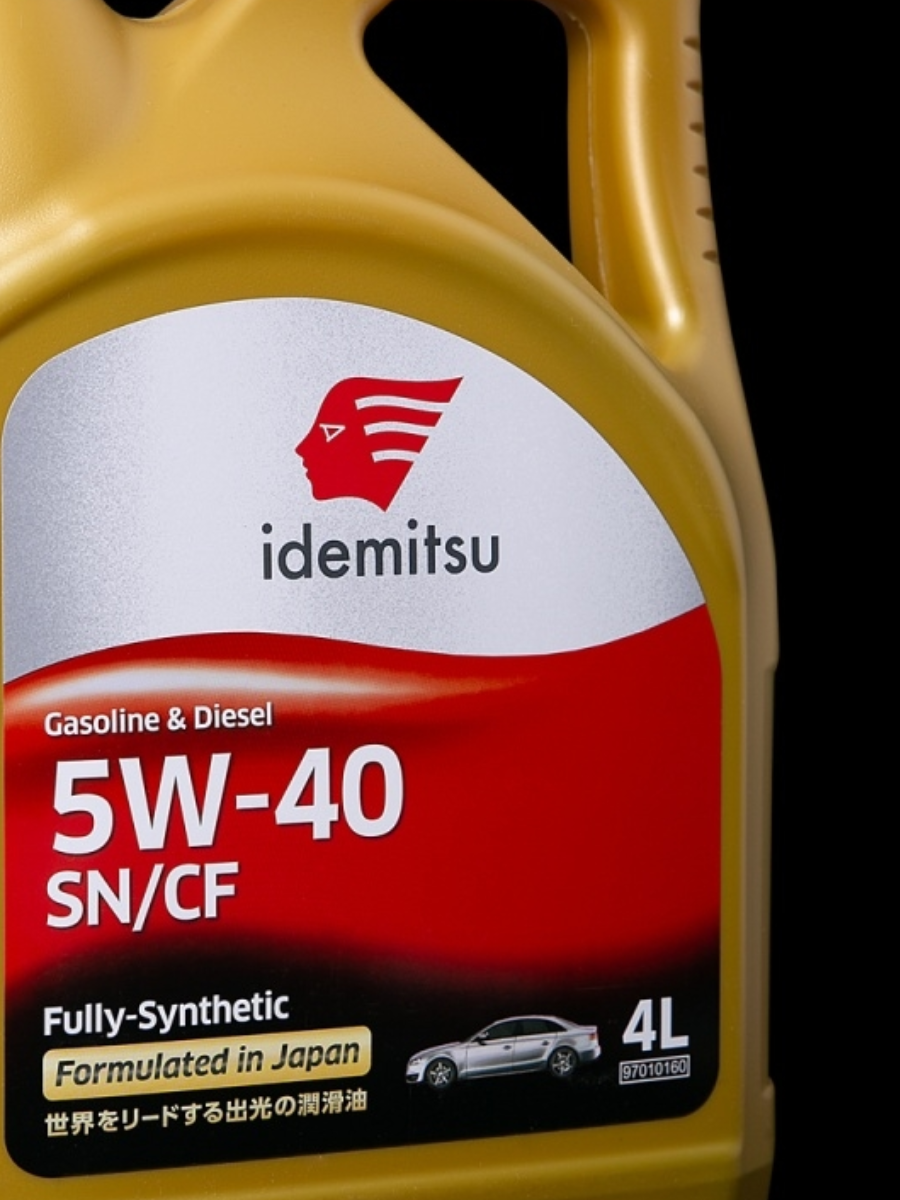 idemitsu
Gasoline & Diesel
5W-40
SN/CF
Fully-Synthetic
Formulated in Japan
世界をリードする出光の潤滑油
4L
97010160